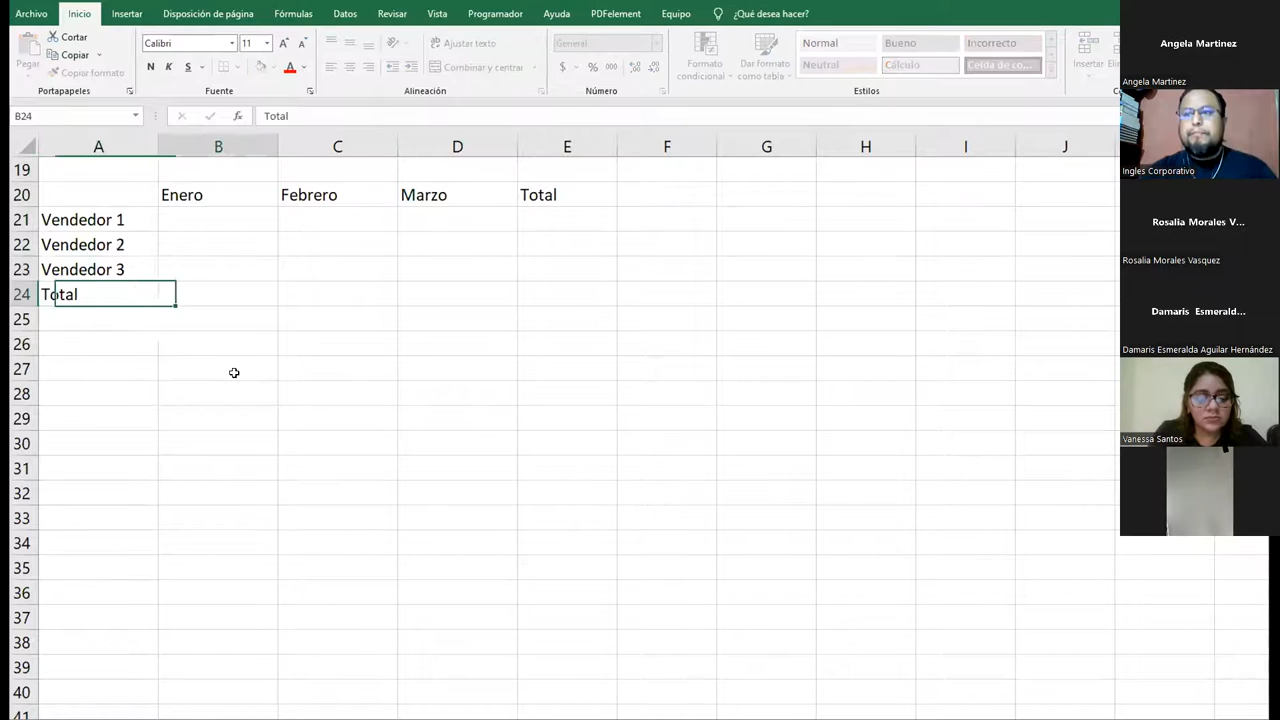 Archivo Inicio Insertar Disposición de página Fórmulas Datos Revisar Vista Programador Ayuda PDFelement Equipo ¿Qué desea hacer?
Pegar
Cortar
Copiar
Copiar formato
Portapapeles
Calibri 11
N K S
Fuente
Ajustar texto
Combinar y centrar
Alineación
General
$ % 000
Número
Formato condicional
Dar formato como tabla
Normal Bueno Incorrecto
Neutral Cálculo Celda de co...
Estilos
Insertar Elim
B24 fx Total
A B C D E F G H I J
19
20 Enero Febrero Marzo Total
21 Vendedor 1
22 Vendedor 2
23 Vendedor 3
24 Total
25
26
27
28
29
30
31
32
33
34
35
36
37
38
39
40
41
Angela Martinez
Angela Martinez
Ingles Corporativo
Rosalia Morales V...
Rosalia Morales Vasquez
Damaris Esmerald...
Damaris Esmeralda Aguilar Hernández
Vanessa Santos